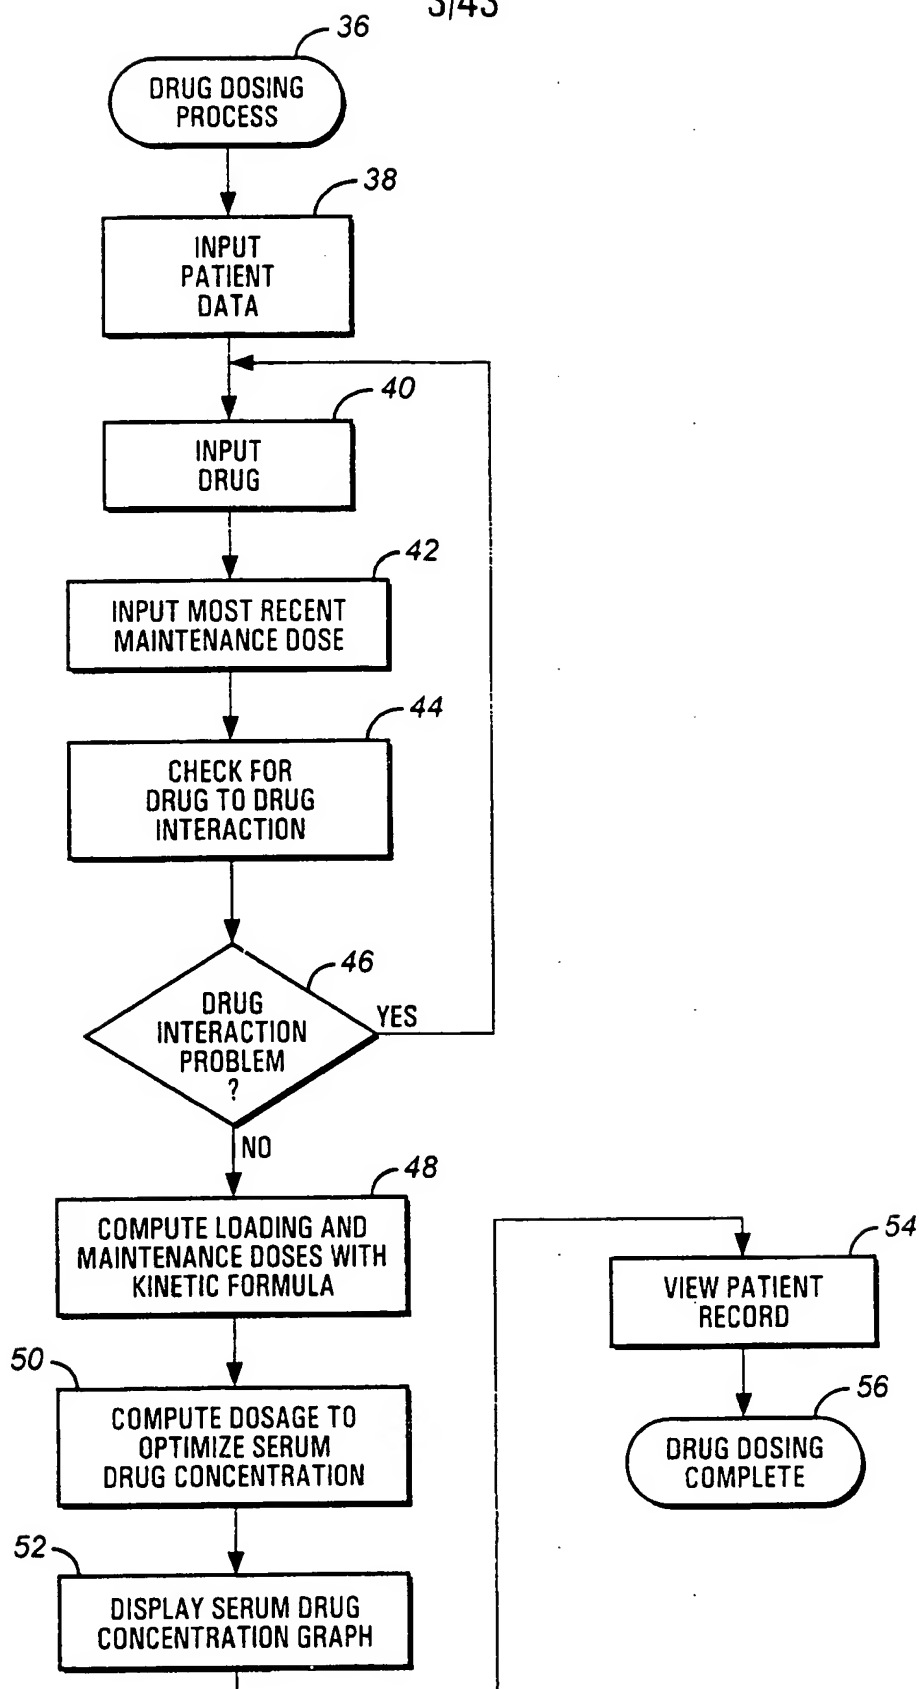 3/43
36
DRUG DOSING
PROCESS
38
INPUT
PATIENT
DATA
40
INPUT
DRUG
42
INPUT MOST RECENT
MAINTENANCE DOSE
44
CHECK FOR
DRUG TO DRUG
INTERACTION
46
DRUG
INTERACTION
PROBLEM
?
YES
NO
48
COMPUTE LOADING AND
MAINTENANCE DOSES WITH
KINETIC FORMULA
50
COMPUTE DOSAGE TO
OPTIMIZE SERUM
DRUG CONCENTRATION
52
DISPLAY SERUM DRUG
CONCENTRATION GRAPH
54
VIEW PATIENT
RECORD
56
DRUG DOSING
COMPLETE